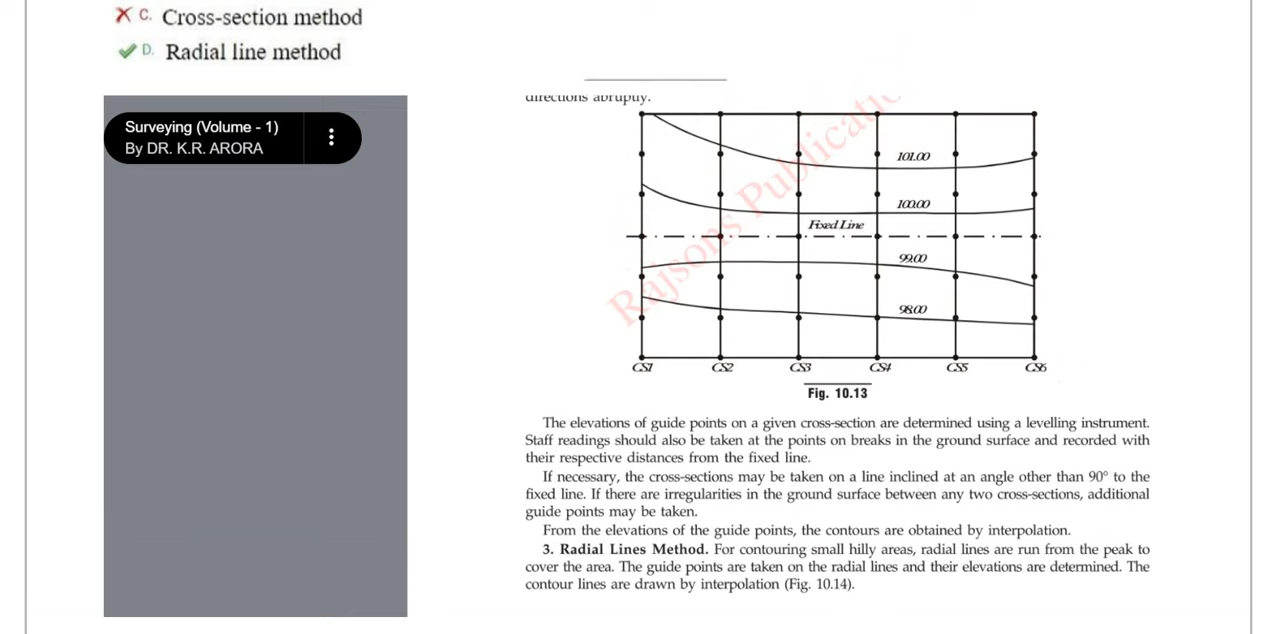 C. Cross-section method
D. Radial line method
Surveying (Volume - 1)
By DR. K.R. ARORA
directions abruptly.
Rajsons Publicatio
101.00
100.00
Fixed Line
99.00
98.00
CS1 CS2 CS3 CS4 CS5 CS6
Fig. 10.13
The elevations of guide points on a given cross-section are determined using a levelling instrument.
Staff readings should also be taken at the points on breaks in the ground surface and recorded with
their respective distances from the fixed line.
If necessary, the cross-sections may be taken on a line inclined at an angle other than 90° to the
fixed line. If there are irregularities in the ground surface between any two cross-sections, additional
guide points may be taken.
From the elevations of the guide points, the contours are obtained by interpolation.
3. Radial Lines Method. For contouring small hilly areas, radial lines are run from the peak to
cover the area. The guide points are taken on the radial lines and their elevations are determined. The
contour lines are drawn by interpolation (Fig. 10.14).